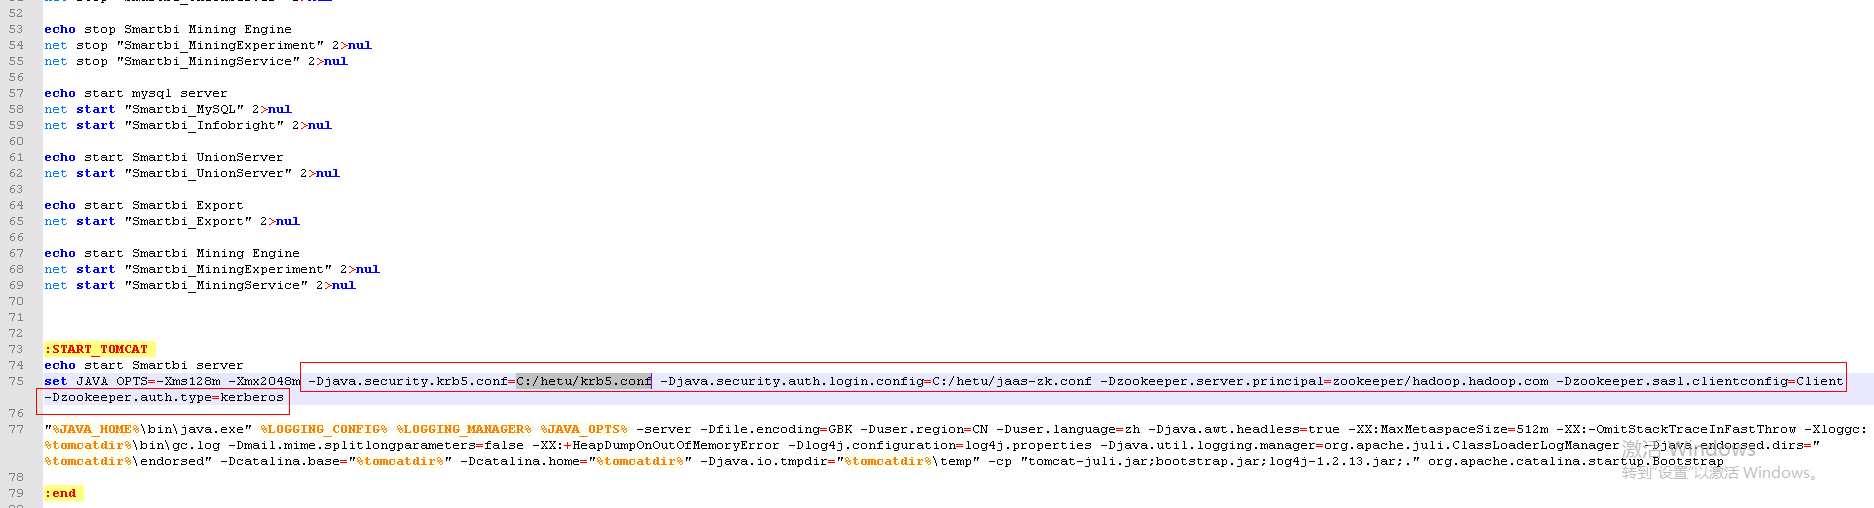 52
53 echo stop Smartbi Mining Engine
54 net stop "Smartbi_MiningExperiment" 2>nul
55 net stop "Smartbi_MiningService" 2>nul
56
57 echo start mysql server
58 net start "Smartbi_MySQL" 2>nul
59 net start "Smartbi_Infobright" 2>nul
60
61 echo start Smartbi UnionServer
62 net start "Smartbi_UnionServer" 2>nul
63
64 echo start Smartbi Export
65 net start "Smartbi_Export" 2>nul
66
67 echo start Smartbi Mining Engine
68 net start "Smartbi_MiningExperiment" 2>nul
69 net start "Smartbi_MiningService" 2>nul
70
71
72
73 :START_TOMCAT
74 echo start Smartbi server
75 set JAVA_OPTS=-Xms128m -Xmx2048m -Djava.security.krb5.conf=C:/hetu/krb5.conf -Djava.security.auth.login.config=C:/hetu/jaas-zk.conf -Dzookeeper.server.principal=zookeeper/hadoop.hadoop.com -Dzookeeper.sasl.clientconfig=Client
-Dzookeeper.auth.type=kerberos
76
77 "%JAVA_HOME%\bin\java.exe" %LOGGING_CONFIG% %LOGGING_MANAGER% %JAVA_OPTS% -server -Dfile.encoding=GBK -Duser.region=CN -Duser.language=zh -Djava.awt.headless=true -XX:MaxMetaspaceSize=512m -XX:-OmitStackTraceInFastThrow -Xloggc:
%tomcatdir%\bin\gc.log -Dmail.mime.splitlongparameters=false -XX:+HeapDumpOnOutOfMemoryError -Dlog4j.configuration=log4j.properties -Djava.util.logging.manager=org.apache.juli.ClassLoaderLogManager -Djava.endorsed.dirs="
%tomcatdir%\endorsed" -Dcatalina.base="%tomcatdir%" -Dcatalina.home="%tomcatdir%" -Djava.io.tmpdir="%tomcatdir%\temp" -cp "tomcat-juli.jar;bootstrap.jar;log4j-1.2.13.jar;." org.apache.catalina.startup.Bootstrap
激活 Windows
转到"设置"以激活 Windows。
78
79 :end